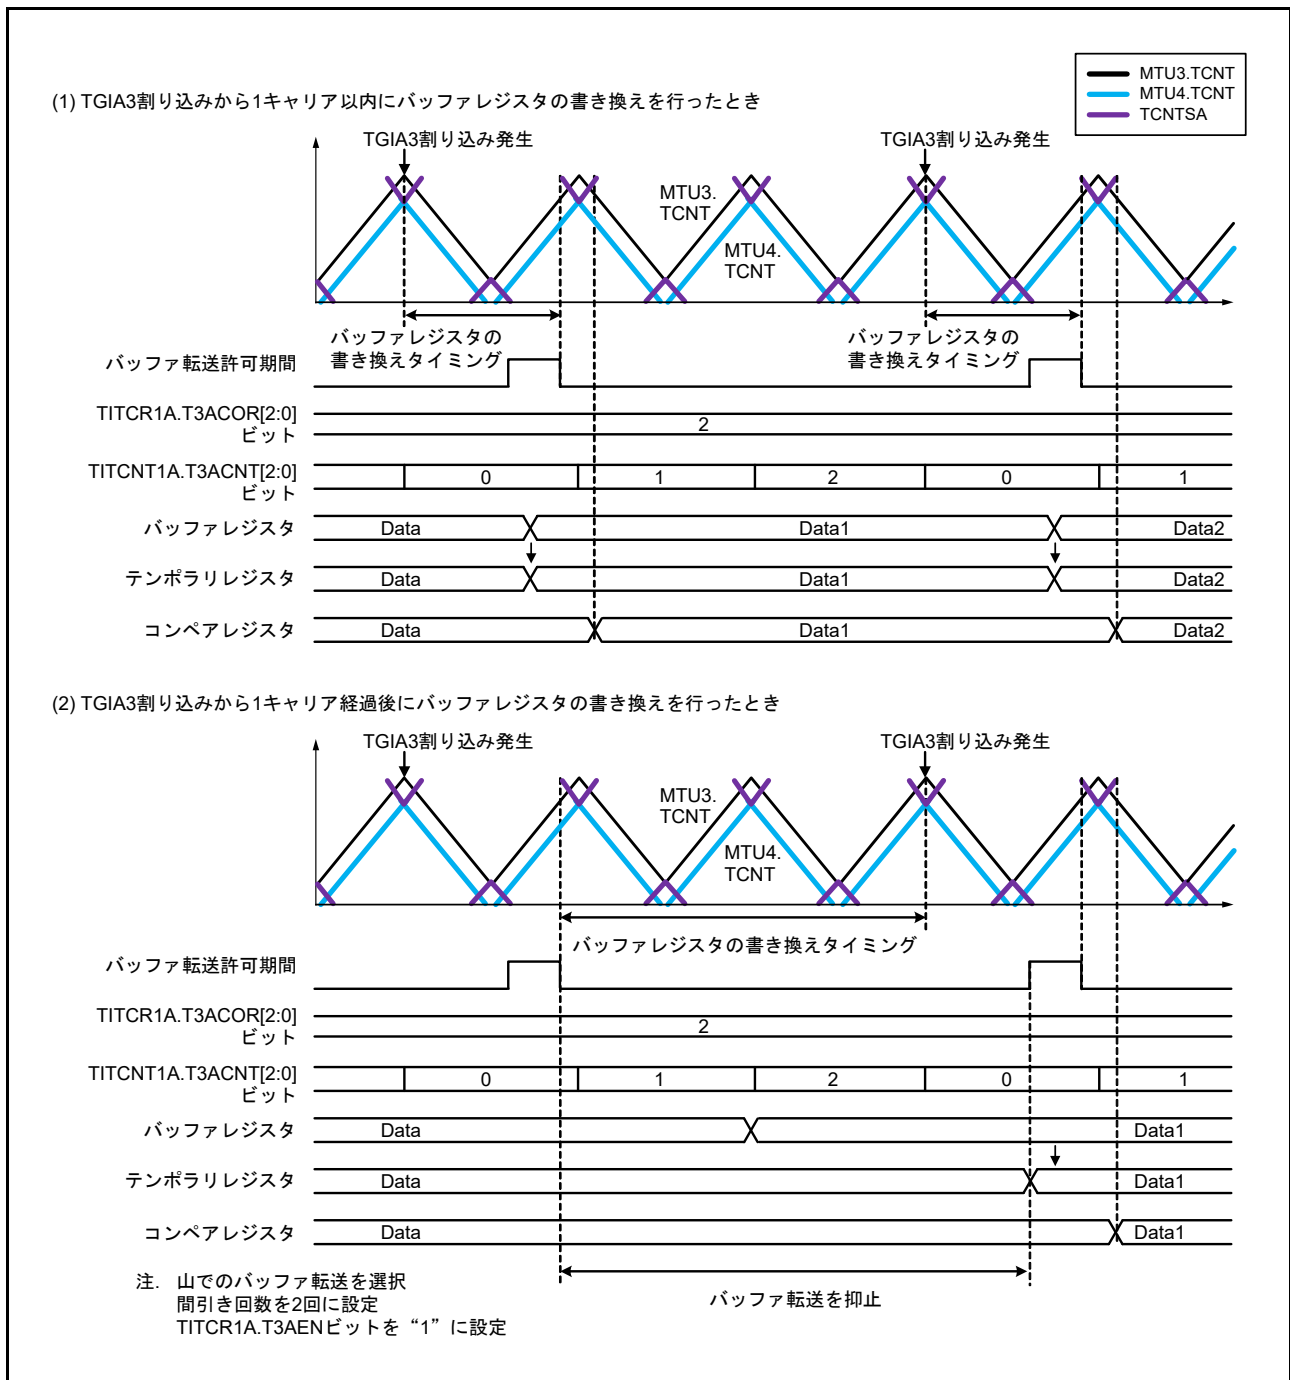 MTU3.TCNT
MTU4.TCNT
TCNTSA
(1) TGIA3割り込みから1キャリア以内にバッファレジスタの書き換えを行ったとき
TGIA3割り込み発生
TGIA3割り込み発生
MTU3.
TCNT
MTU4.
TCNT
バッファレジスタの
書き換えタイミング
バッファレジスタの
書き換えタイミング
バッファ転送許可期間
TITCR1A.T3ACOR[2:0]
ビット
2
TITCNT1A.T3ACNT[2:0]
ビット
0 1 2 0 1
バッファレジスタ Data Data1 Data2
テンポラリレジスタ Data Data1 Data2
コンペアレジスタ Data Data1 Data2
(2) TGIA3割り込みから1キャリア経過後にバッファレジスタの書き換えを行ったとき
TGIA3割り込み発生
TGIA3割り込み発生
MTU3.
TCNT
MTU4.
TCNT
バッファレジスタの書き換えタイミング
バッファ転送許可期間
TITCR1A.T3ACOR[2:0]
ビット
2
TITCNT1A.T3ACNT[2:0]
ビット
0 1 2 0 1
バッファレジスタ Data Data1
テンポラリレジスタ Data Data1
コンペアレジスタ Data Data1
バッファ転送を抑止
注. 山でのバッファ転送を選択
間引き回数を2回に設定
TITCR1A.T3AENビットを“1”に設定